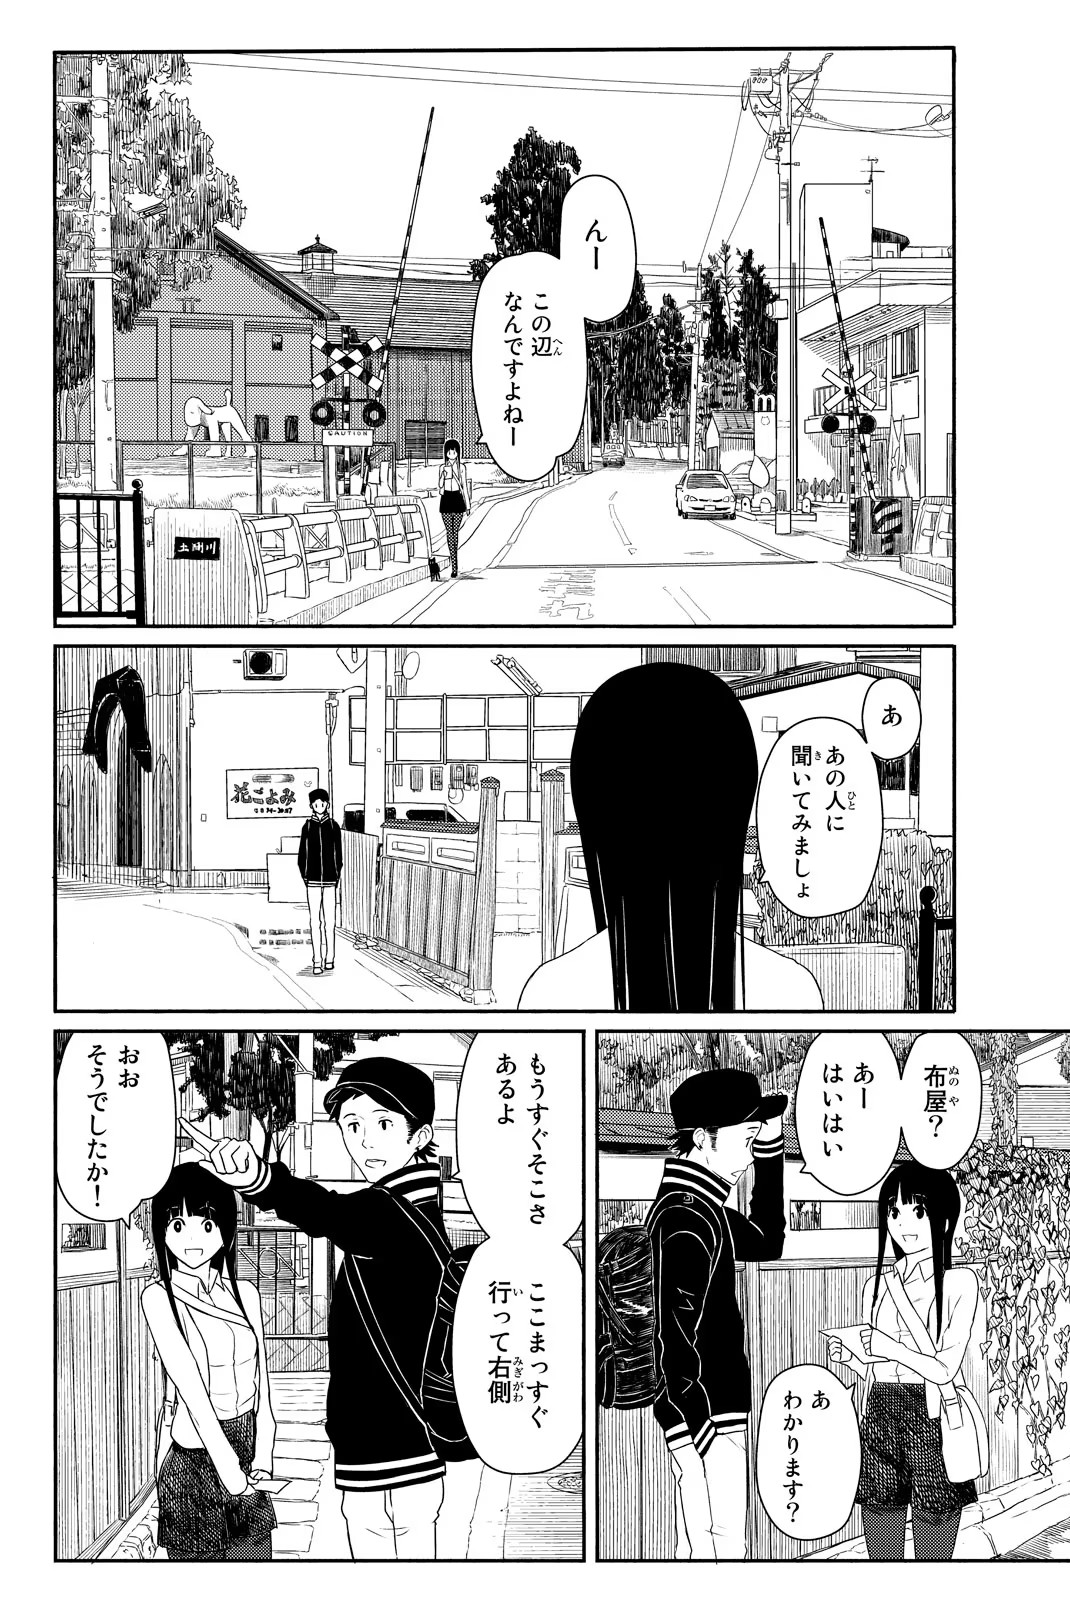 んー
この辺
なんですよねー
CAUTION
土淵川
あ
あの人に
聞いてみましょ
花ごよみ
布屋?
あー
はいはい
あ
わかります?
もうすぐそこさ
あるよ
ここまっすぐ
行って右側
おお
そうでしたか!